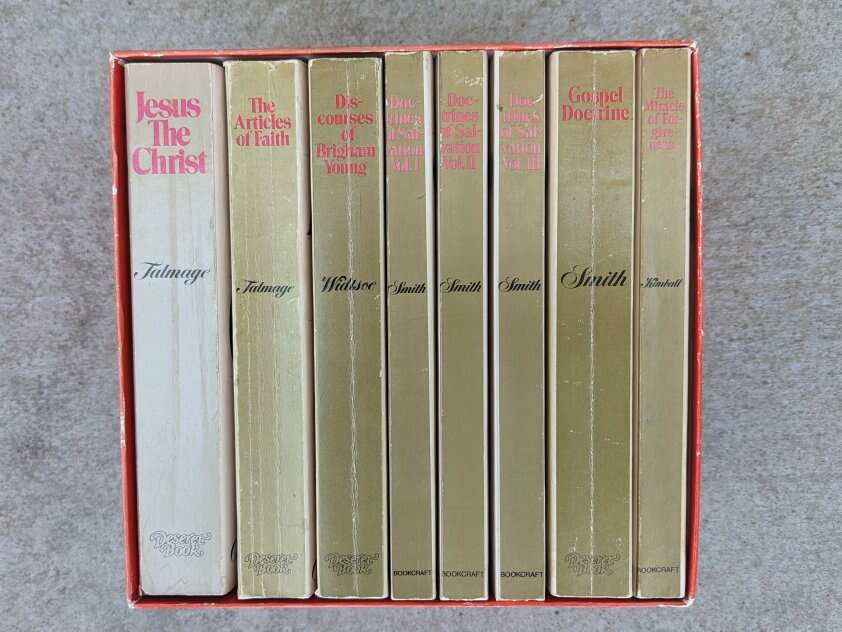 Jesus
The
Christ
Talmage
Deseret
Book
The
Articles
of Faith
Talmage
Deseret
Book
Dis-
courses
of
Brigham
Young
Widtsoe
Deseret
Book
Doc-
trines
of Sal-
vation
Vol. I
Smith
BOOKCRAFT
Doc-
trines
of Sal-
vation
Vol. II
Smith
BOOKCRAFT
Doc-
trines
of Sal-
vation
Vol. III
Smith
BOOKCRAFT
Gospel
Doctrine
Smith
Deseret
Book
The
Miracle
of For-
give-
ness
Kimball
BOOKCRAFT